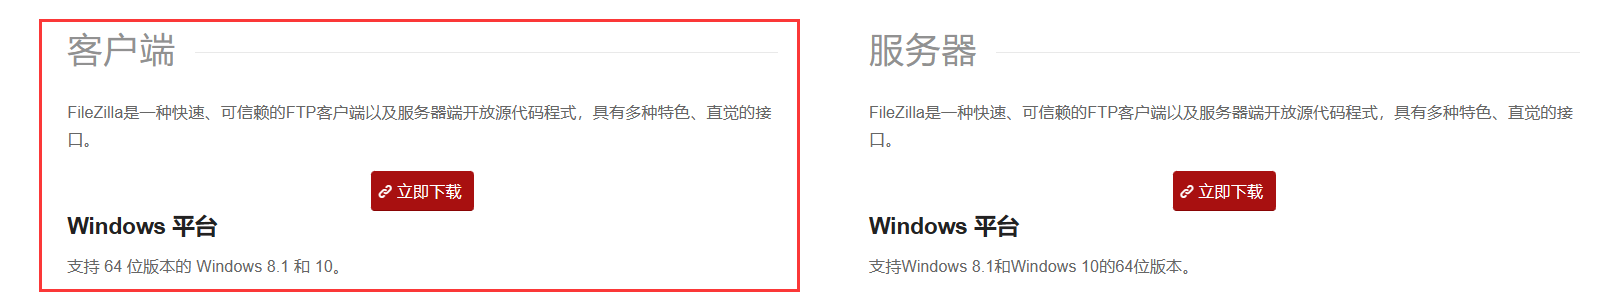 客户端
FileZilla是一种快速、可信赖的FTP客户端以及服务器端开放源代码程式，具有多种特色、直觉的接
口。
立即下载
Windows 平台
支持 64 位版本的 Windows 8.1 和 10。
服务器
FileZilla是一种快速、可信赖的FTP客户端以及服务器端开放源代码程式，具有多种特色、直觉的接
口。
立即下载
Windows 平台
支持Windows 8.1和Windows 10的64位版本。